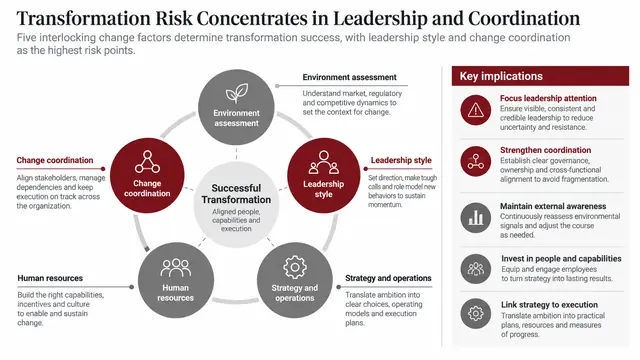 Transformation Risk Concentrates in Leadership and Coordination
Five interlocking change factors determine transformation success, with leadership style and change coordination
as the highest risk points.
Environment assessment
Understand market, regulatory
and competitive dynamics to
set the context for change.
Environment
assessment
Change coordination
Align stakeholders, manage
dependencies and keep
execution on track across
the organization.
Change
coordination
Leadership
style
Leadership style
Set direction, make tough
calls and role model new
behaviors to sustain
momentum.
Successful
Transformation
Aligned people,
capabilities and
execution
Human resources
Build the right capabilities,
incentives and culture
to enable and sustain
change.
Human
resources
Strategy and
operations
Strategy and operations
Translate ambition into
clear choices, operating
models and execution
plans.
Key implications
Focus leadership attention
Ensure visible, consistent and
credible leadership to reduce
uncertainty and resistance.
Strengthen coordination
Establish clear governance,
ownership and cross-functional
alignment to avoid fragmentation.
Maintain external awareness
Continuously reassess environmental
signals and adjust the course
as needed.
Invest in people and capabilities
Equip and engage employees
to turn strategy into lasting results.
Link strategy to execution
Translate ambition into practical
plans, resources and measures
of progress.